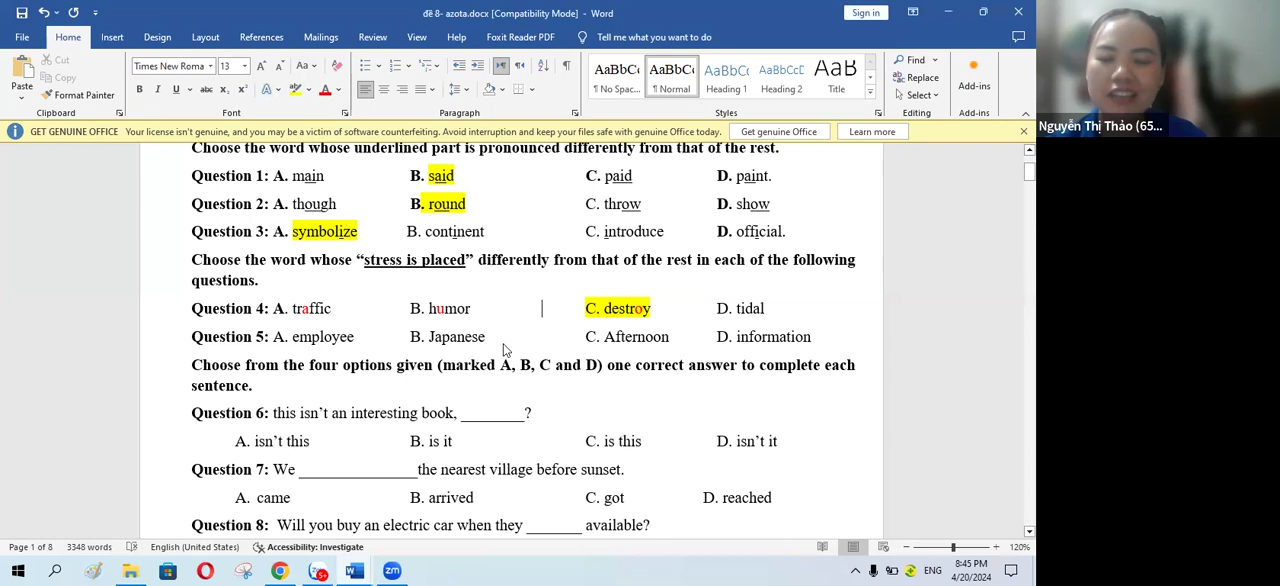 đề 8- azota.docx [Compatibility Mode] - Word
Sign in
File Home Insert Design Layout References Mailings Review View Help Foxit Reader PDF Tell me what you want to do
Paste
Cut
Copy
Format Painter
Times New Roma 13
AaBbC AaBbC AaBbC AaBbCcD AaB
¶ No Spac... ¶ Normal Heading 1 Heading 2 Title
Find
Replace
Select
Add-ins
Clipboard Font Paragraph Styles Editing Add-ins
GET GENUINE OFFICE Your license isn't genuine, and you may be a victim of software counterfeiting. Avoid interruption and keep your files safe with genuine Office today. Get genuine Office Learn more
Nguyễn Thị Thảo (65...
Choose the word whose underlined part is pronounced differently from that of the rest.
Question 1: A. main B. said C. paid D. paint.
Question 2: A. though B. round C. throw D. show
Question 3: A. symbolize B. continent C. introduce D. official.
Choose the word whose “stress is placed” differently from that of the rest in each of the following
questions.
Question 4: A. traffic B. humor C. destroy D. tidal
Question 5: A. employee B. Japanese C. Afternoon D. information
Choose from the four options given (marked A, B, C and D) one correct answer to complete each
sentence.
Question 6: this isn’t an interesting book, ________?
A. isn’t this B. is it C. is this D. isn’t it
Question 7: We _______________the nearest village before sunset.
A. came B. arrived C. got D. reached
Question 8: Will you buy an electric car when they _______ available?
Page 1 of 8 3348 words English (United States) Accessibility: Investigate 120%
ENG 8:45 PM
4/20/2024